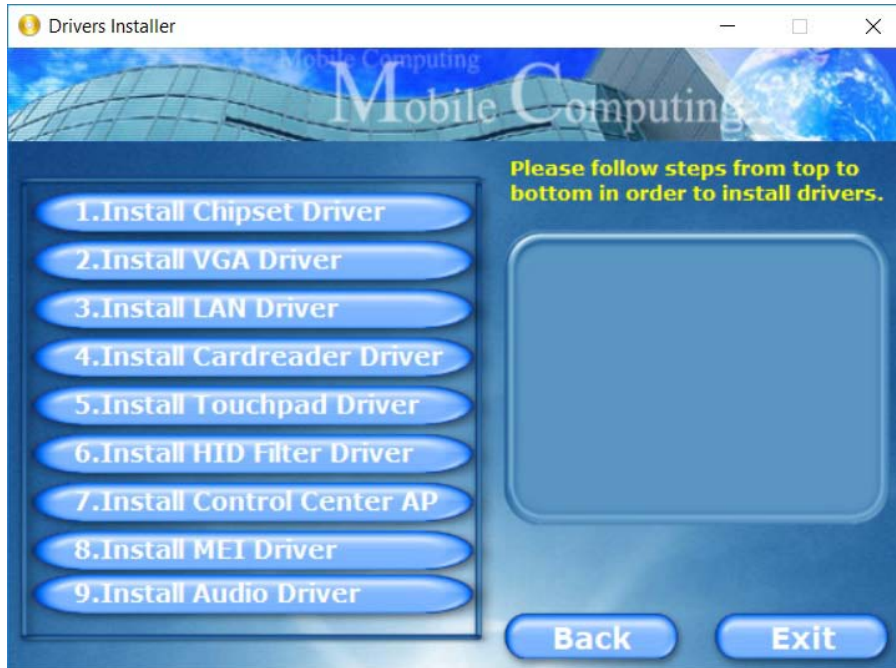 Drivers Installer
Mobile Computing
Mobile Computing
Please follow steps from top to
bottom in order to install drivers.
1.Install Chipset Driver
2.Install VGA Driver
3.Install LAN Driver
4.Install Cardreader Driver
5.Install Touchpad Driver
6.Install HID Filter Driver
7.Install Control Center AP
8.Install MEI Driver
9.Install Audio Driver
Back
Exit